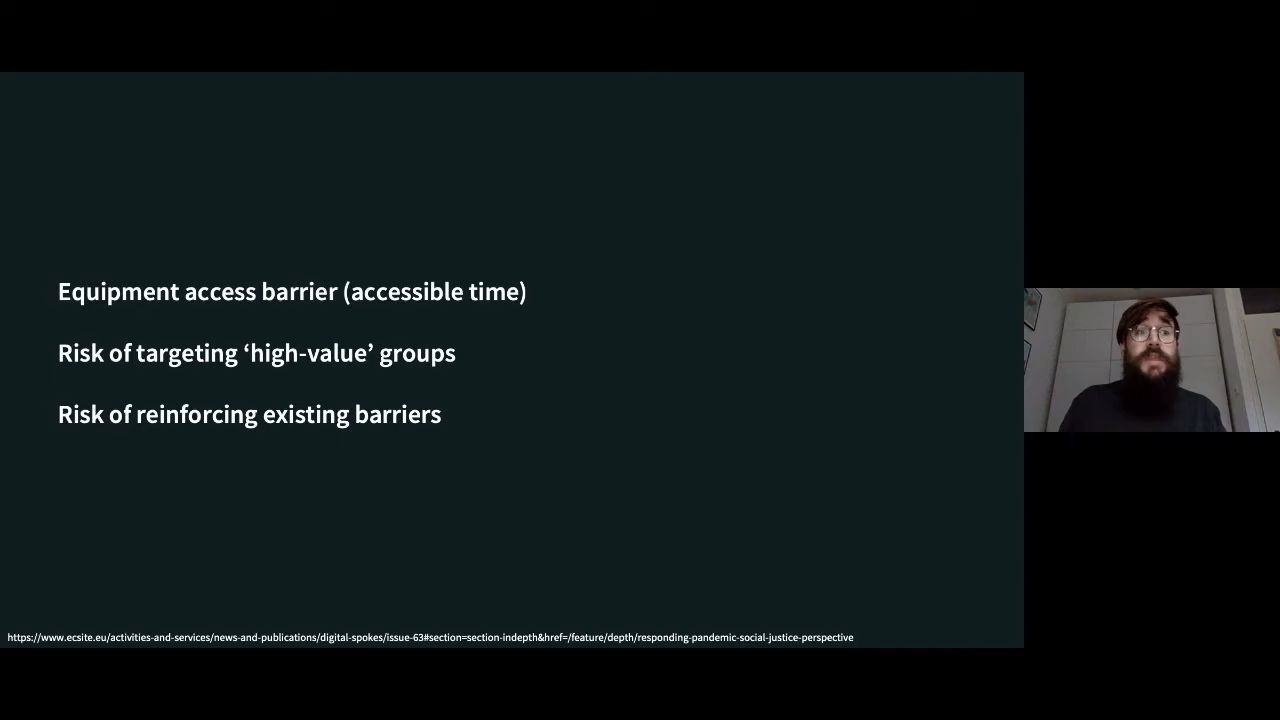 Equipment access barrier (accessible time)
Risk of targeting ‘high-value’ groups
Risk of reinforcing existing barriers
https://www.ecsite.eu/activities-and-services/news-and-publications/digital-spokes/issue-63#section=section-indepth&href=/feature/depth/responding-pandemic-social-justice-perspective